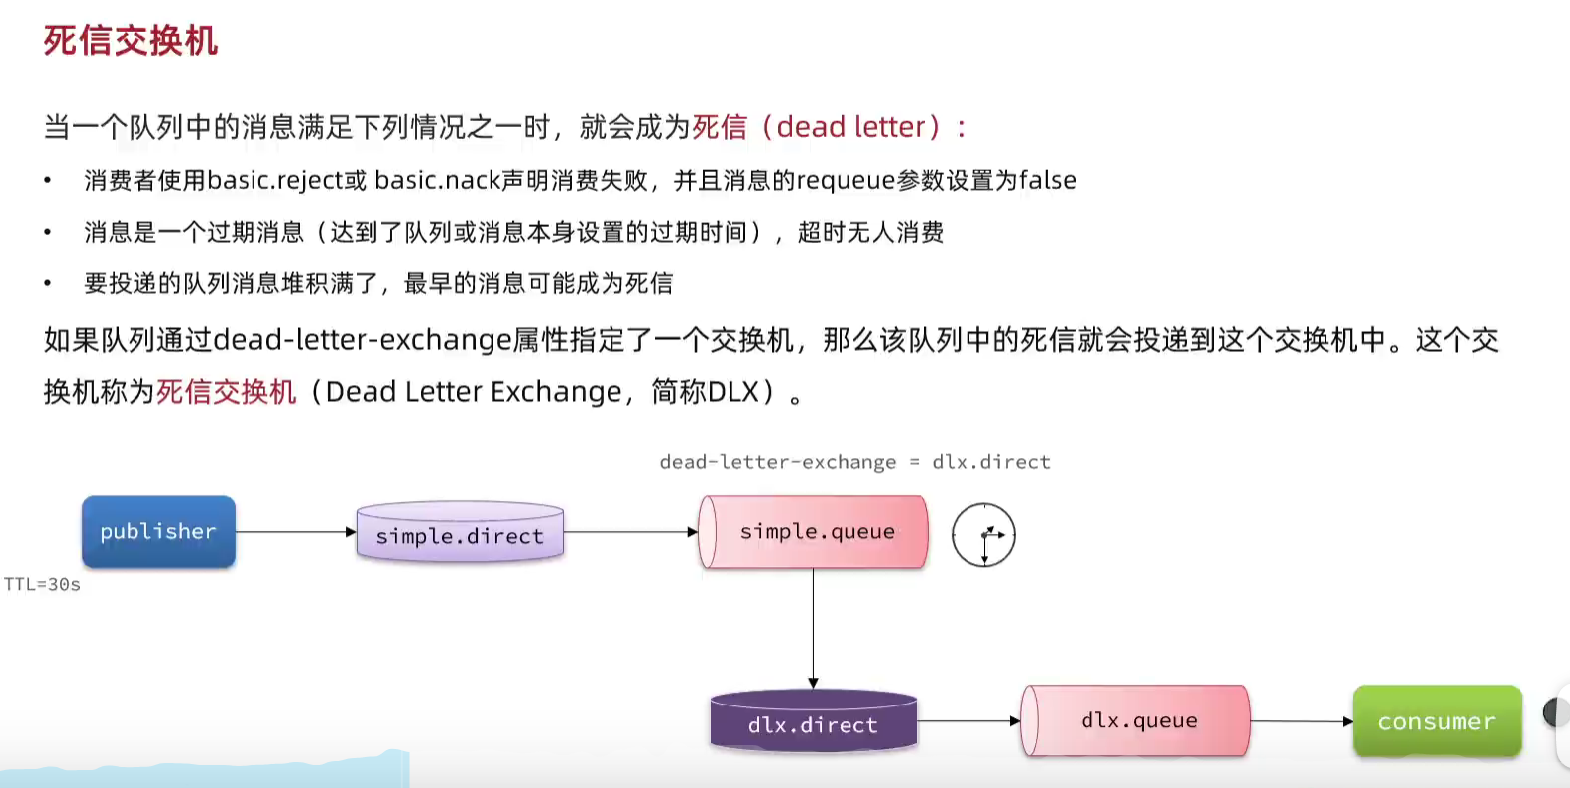 死信交换机
当一个队列中的消息满足下列情况之一时，就会成为死信（dead letter）：
• 消费者使用basic.reject或 basic.nack声明消费失败，并且消息的requeue参数设置为false
• 消息是一个过期消息（达到了队列或消息本身设置的过期时间），超时无人消费
• 要投递的队列消息堆积满了，最早的消息可能成为死信
如果队列通过dead-letter-exchange属性指定了一个交换机，那么该队列中的死信就会投递到这个交换机中。这个交
换机称为死信交换机（Dead Letter Exchange，简称DLX）。
dead-letter-exchange = dlx.direct
publisher
simple.direct
simple.queue
TTL=30s
dlx.direct
dlx.queue
consumer